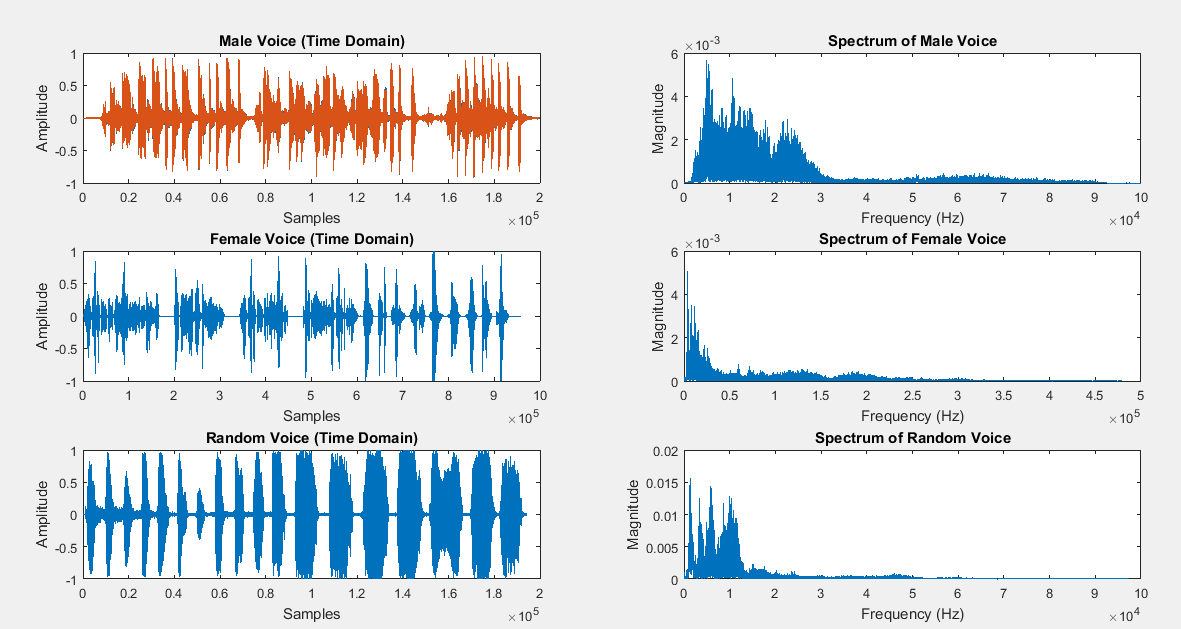 Male Voice (Time Domain)
1
0.5
0
-0.5
-1
Amplitude
0 0.2 0.4 0.6 0.8 1 1.2 1.4 1.6 1.8 2
Samples
×10^5
Spectrum of Male Voice
×10^-3
6
4
2
0
Magnitude
0 1 2 3 4 5 6 7 8 9 10
Frequency (Hz)
×10^4
Female Voice (Time Domain)
1
0.5
0
-0.5
-1
Amplitude
0 1 2 3 4 5 6 7 8 9 10
Samples
×10^5
Spectrum of Female Voice
×10^-3
6
4
2
0
Magnitude
0 0.5 1 1.5 2 2.5 3 3.5 4 4.5 5
Frequency (Hz)
×10^5
Random Voice (Time Domain)
1
0.5
0
-0.5
-1
Amplitude
0 0.2 0.4 0.6 0.8 1 1.2 1.4 1.6 1.8 2
Samples
×10^5
Spectrum of Random Voice
0.02
0.015
0.01
0.005
0
Magnitude
0 1 2 3 4 5 6 7 8 9 10
Frequency (Hz)
×10^4